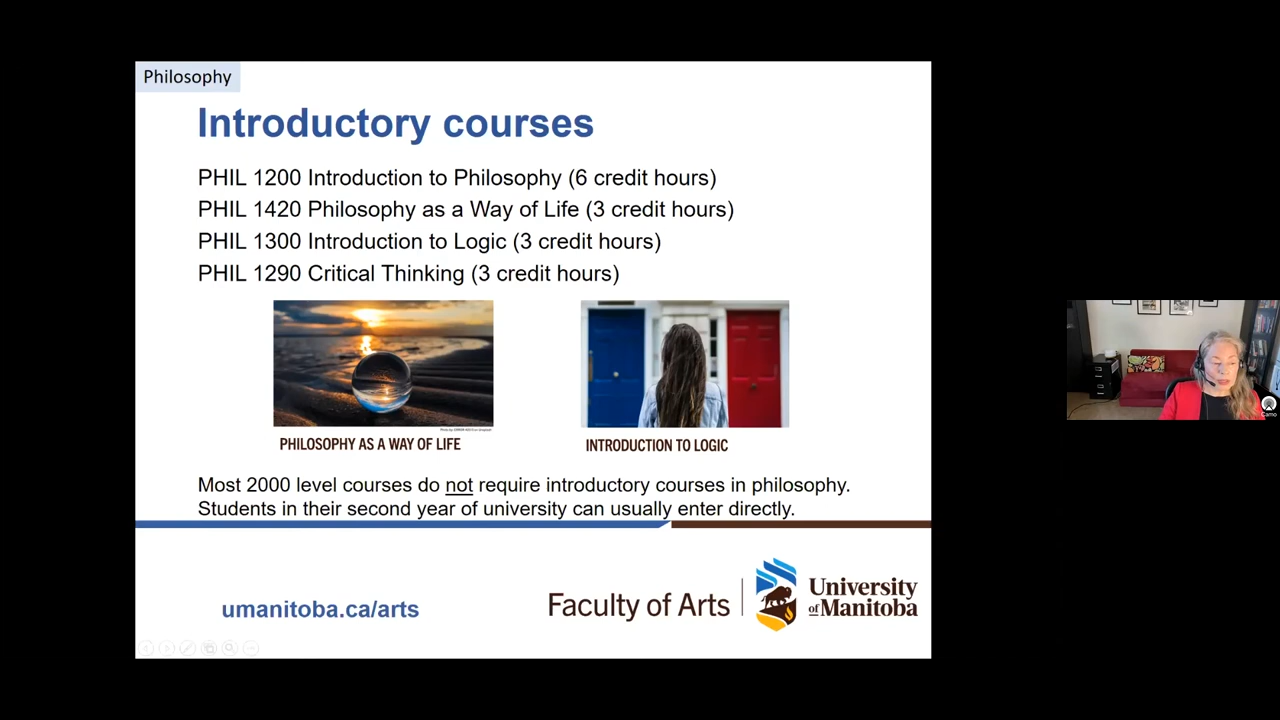 Philosophy
Introductory courses
PHIL 1200 Introduction to Philosophy (6 credit hours)
PHIL 1420 Philosophy as a Way of Life (3 credit hours)
PHIL 1300 Introduction to Logic (3 credit hours)
PHIL 1290 Critical Thinking (3 credit hours)
PHILOSOPHY AS A WAY OF LIFE
INTRODUCTION TO LOGIC
Most 2000 level courses do not require introductory courses in philosophy.
Students in their second year of university can usually enter directly.
umanitoba.ca/arts
Faculty of Arts
University
of Manitoba
Camo